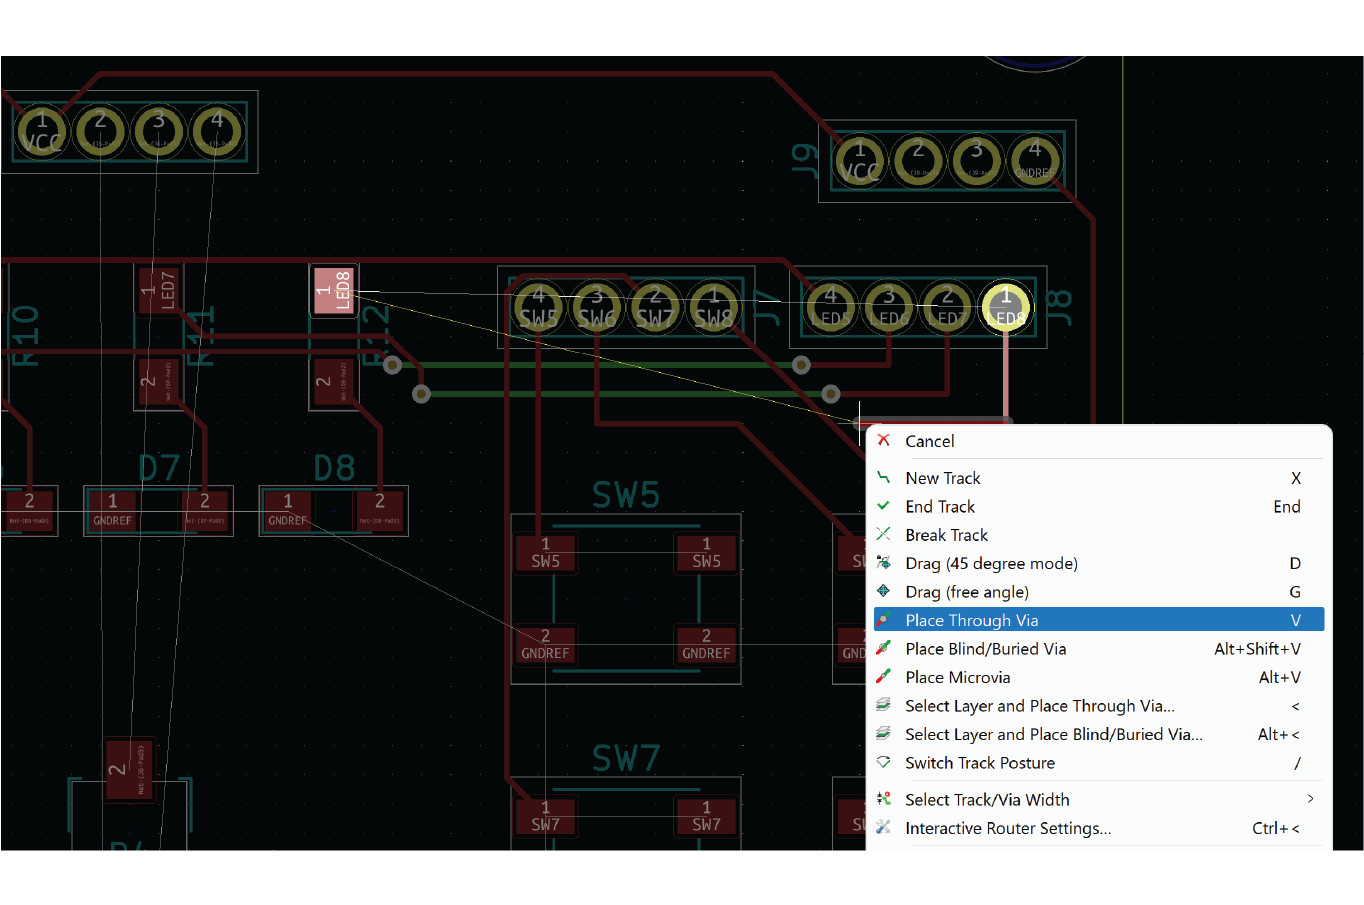 1 2 3 4
VCC
J9
1 2 3 4
VCC
GNDREF
1
LED7
1
LED8
R10
R11
R12
4 3 2 1
SW5 SW6 SW7 SW8
J7
4 3 2 1
LED5 LED6 LED7 LED8
J8
2
2
D7
D8
2
1 2
GNDREF
1 2
GNDREF
SW5
1 1
SW5 SW5
2 2
GNDREF GNDREF
SW7
1 1
SW7 SW7
2
Cancel
New Track X
End Track End
Break Track
Drag (45 degree mode) D
Drag (free angle) G
Place Through Via V
Place Blind/Buried Via Alt+Shift+V
Place Microvia Alt+V
Select Layer and Place Through Via... <
Select Layer and Place Blind/Buried Via... Alt+<
Switch Track Posture /
Select Track/Via Width >
Interactive Router Settings... Ctrl+<